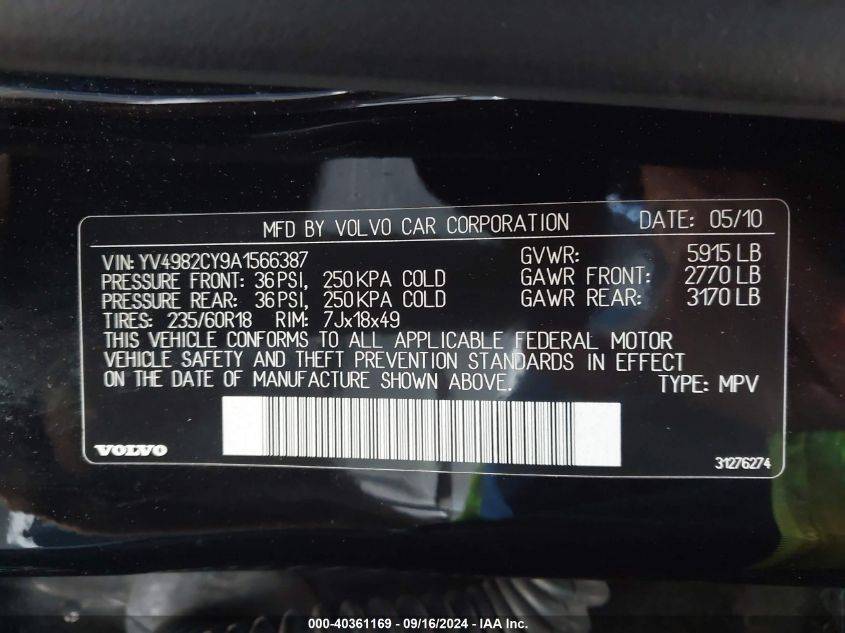 MFD BY VOLVO CAR CORPORATION DATE: 05/10
VIN: YV4982CY9A1566387 GVWR: 5915 LB
PRESSURE FRONT: 36 PSI, 250 KPA COLD GAWR FRONT: 2770 LB
PRESSURE REAR: 36 PSI, 250 KPA COLD GAWR REAR: 3170 LB
TIRES: 235/60R18 RIM: 7Jx18x49
THIS VEHICLE CONFORMS TO ALL APPLICABLE FEDERAL MOTOR
VEHICLE SAFETY AND THEFT PREVENTION STANDARDS IN EFFECT
ON THE DATE OF MANUFACTURE SHOWN ABOVE. TYPE: MPV
VOLVO 31276274
000-40361169 - 09/16/2024 - IAA Inc.